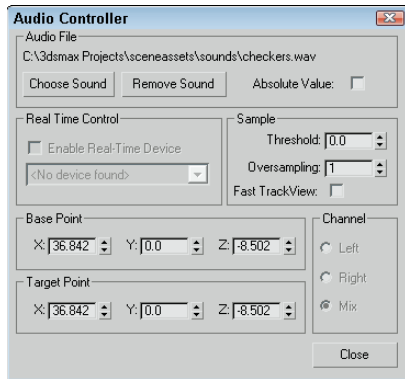 Audio Controller
Audio File
C:\3dsmax Projects\sceneassets\sounds\checkers.wav
Choose Sound Remove Sound Absolute Value:
Real Time Control
Enable Real-Time Device
<No device found>
Sample
Threshold: 0.0
Oversampling: 1
Fast TrackView:
Base Point
X: 36.842 Y: 0.0 Z: -8.502
Target Point
X: 36.842 Y: 0.0 Z: -8.502
Channel
Left
Right
Mix
Close